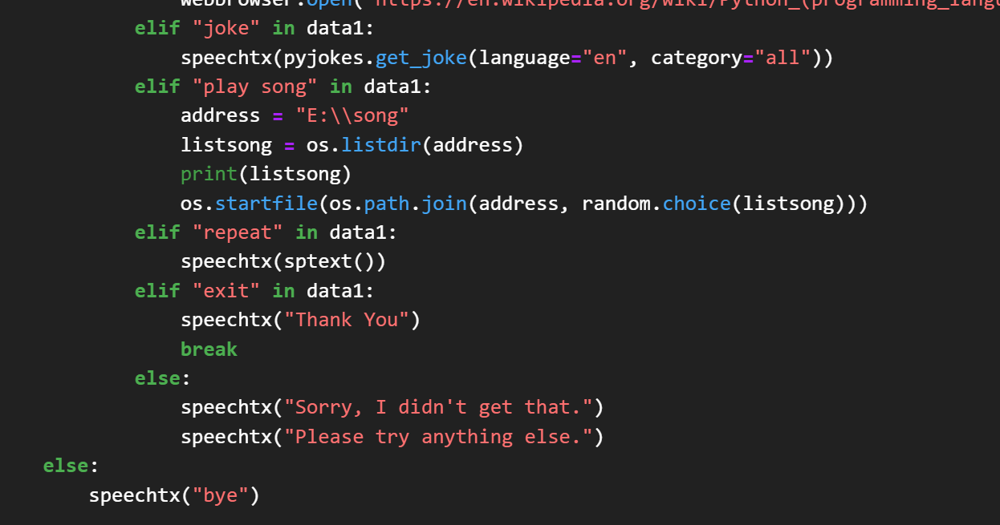 webbrowser.open("https://en.wikipedia.org/wiki/Python_(programming_langu
elif "joke" in data1:
speechtx(pyjokes.get_joke(language="en", category="all"))
elif "play song" in data1:
address = "E:\\song"
listsong = os.listdir(address)
print(listsong)
os.startfile(os.path.join(address, random.choice(listsong)))
elif "repeat" in data1:
speechtx(sptext())
elif "exit" in data1:
speechtx("Thank You")
break
else:
speechtx("Sorry, I didn't get that.")
speechtx("Please try anything else.")
else:
speechtx("bye")